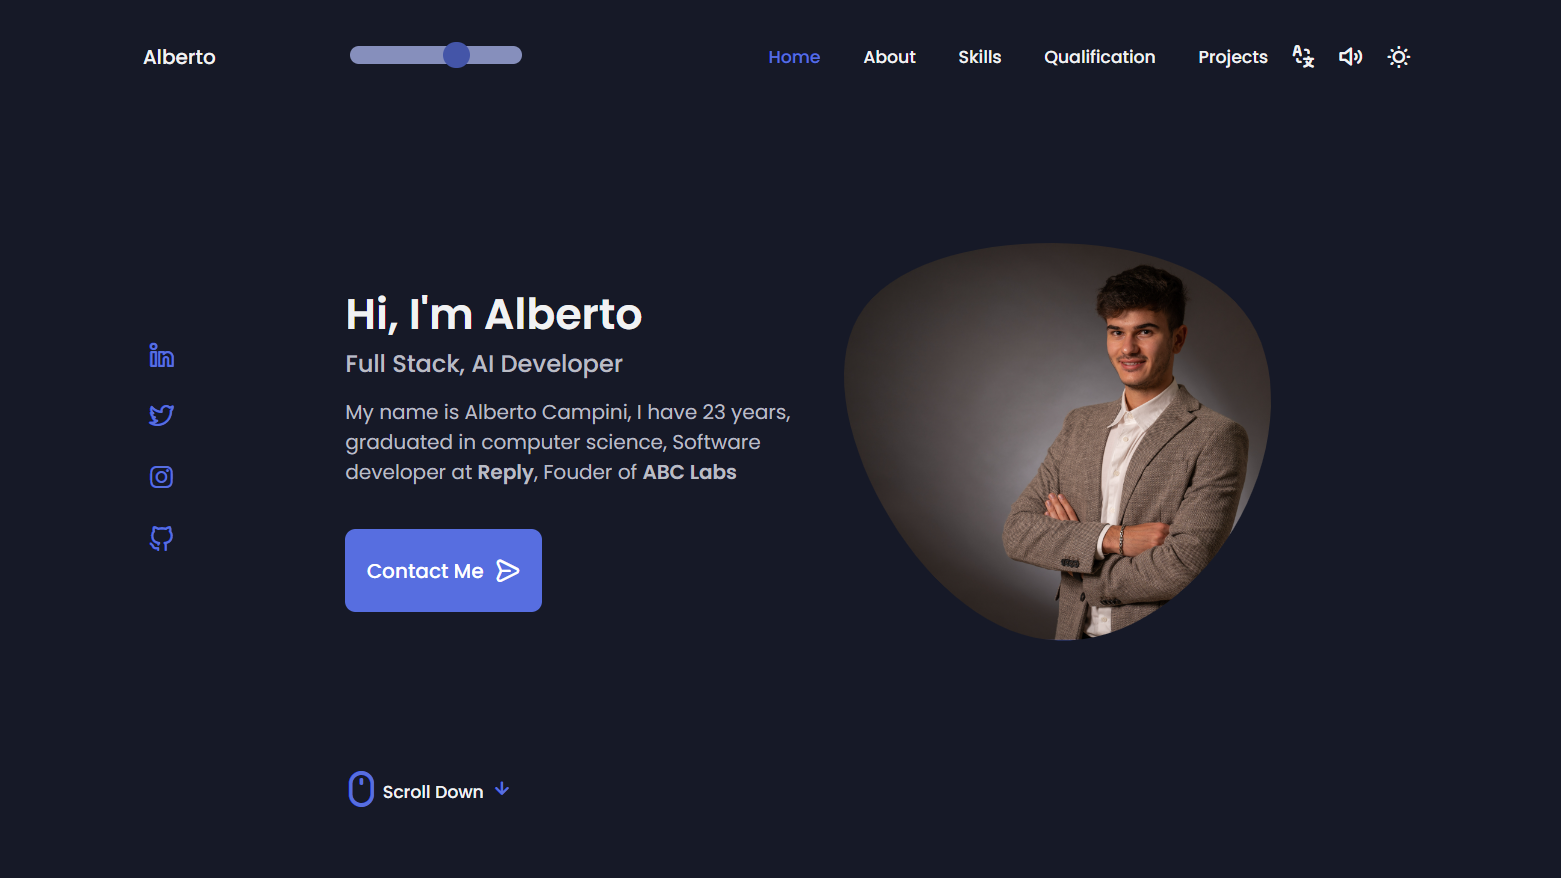 Alberto
Home About Skills Qualification Projects
Hi, I'm Alberto
Full Stack, AI Developer
My name is Alberto Campini, I have 23 years,
graduated in computer science, Software
developer at Reply, Fouder of ABC Labs
Contact Me
Scroll Down